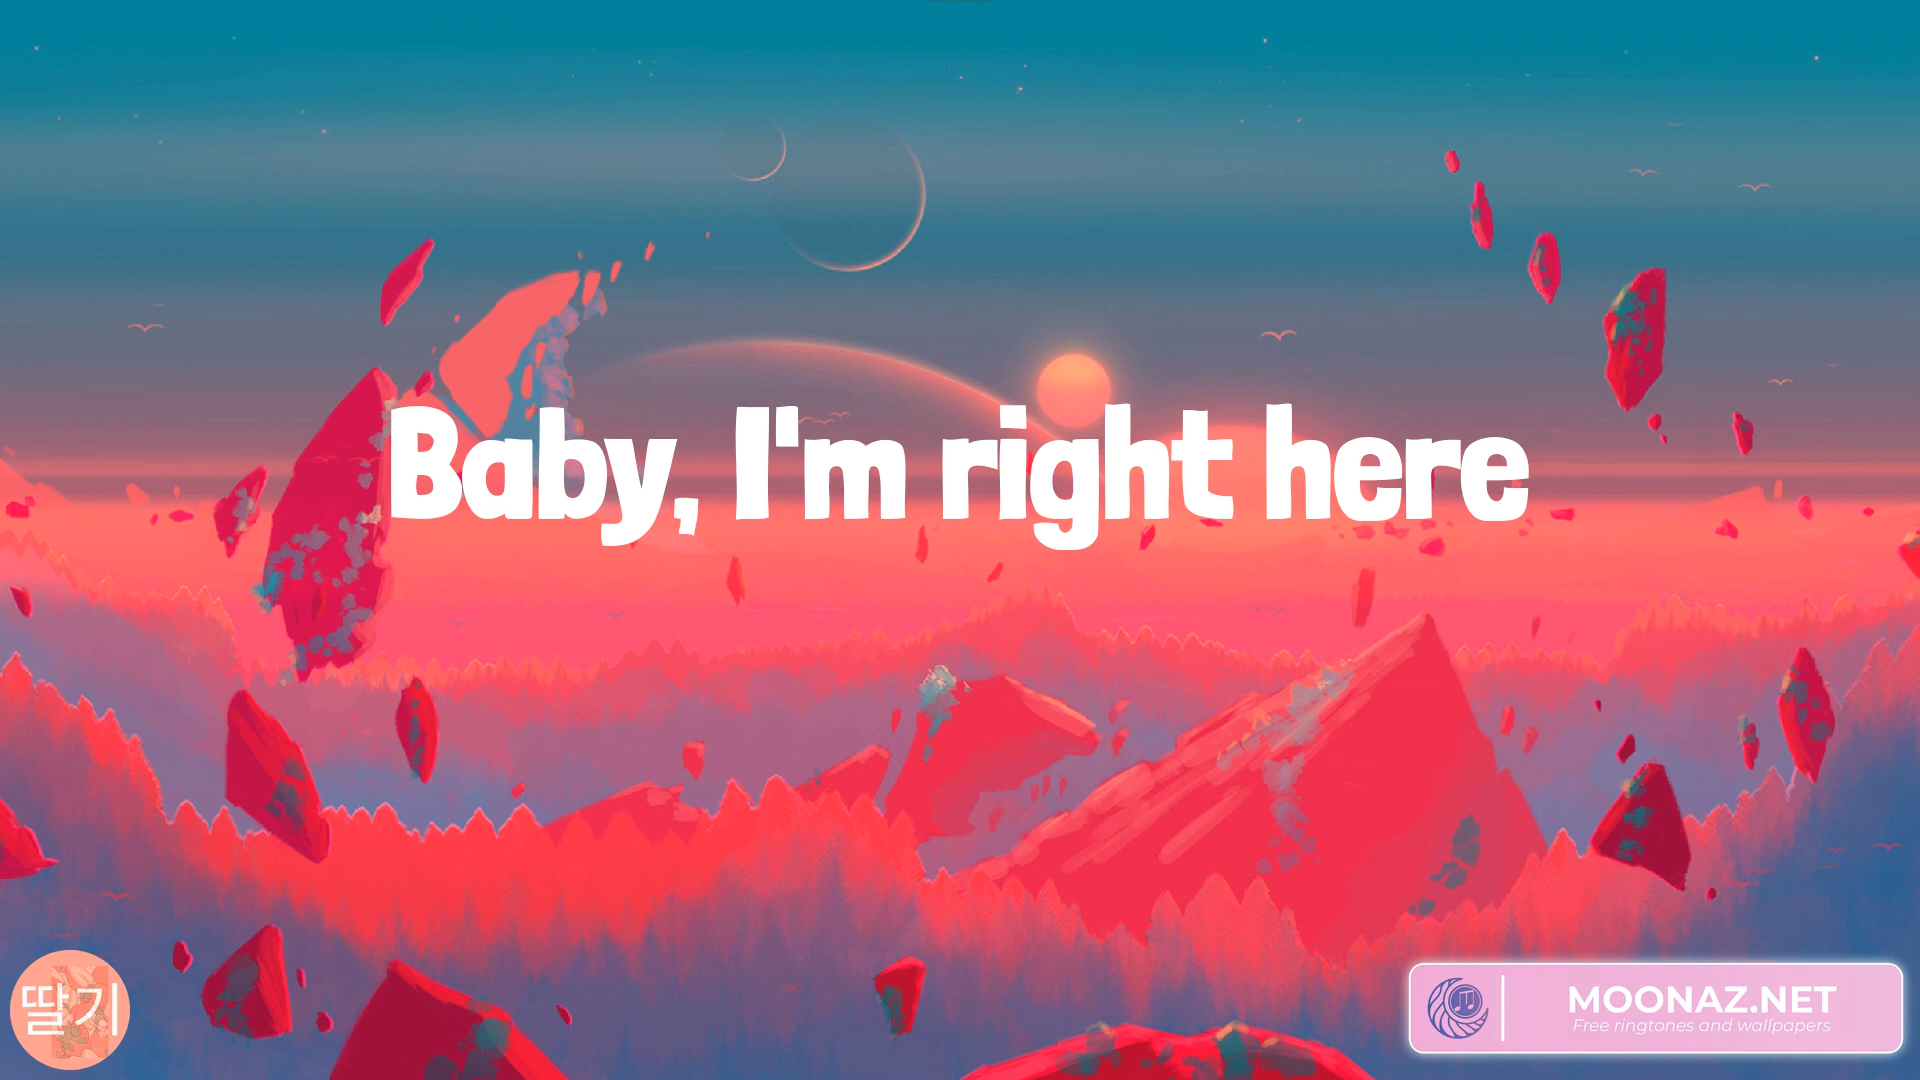 Baby, I'm right here
딸기
MOONAZ.NET
Free ringtones and wallpapers